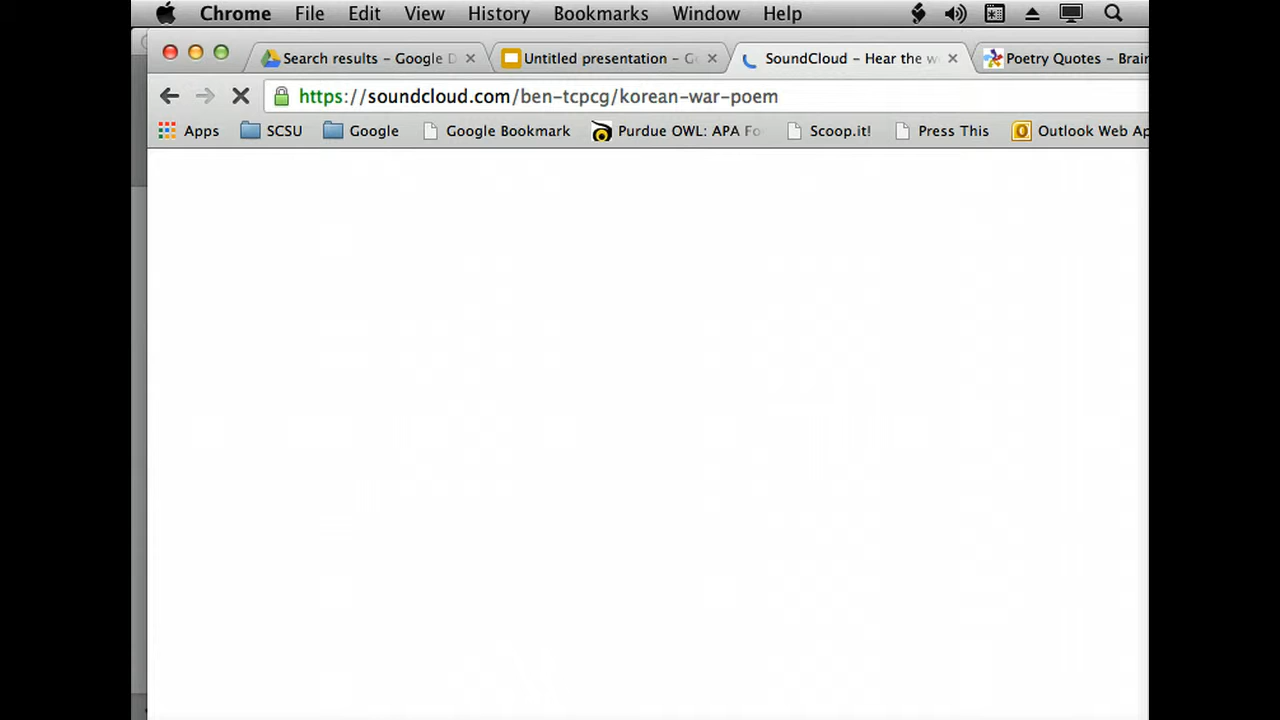 Chrome File Edit View History Bookmarks Window Help
Search results - Google D Untitled presentation - G SoundCloud - Hear the w Poetry Quotes - Brain
https://soundcloud.com/ben-tcpcg/korean-war-poem
Apps SCSU Google Google Bookmark Purdue OWL: APA Fo Scoop.it! Press This Outlook Web Ap